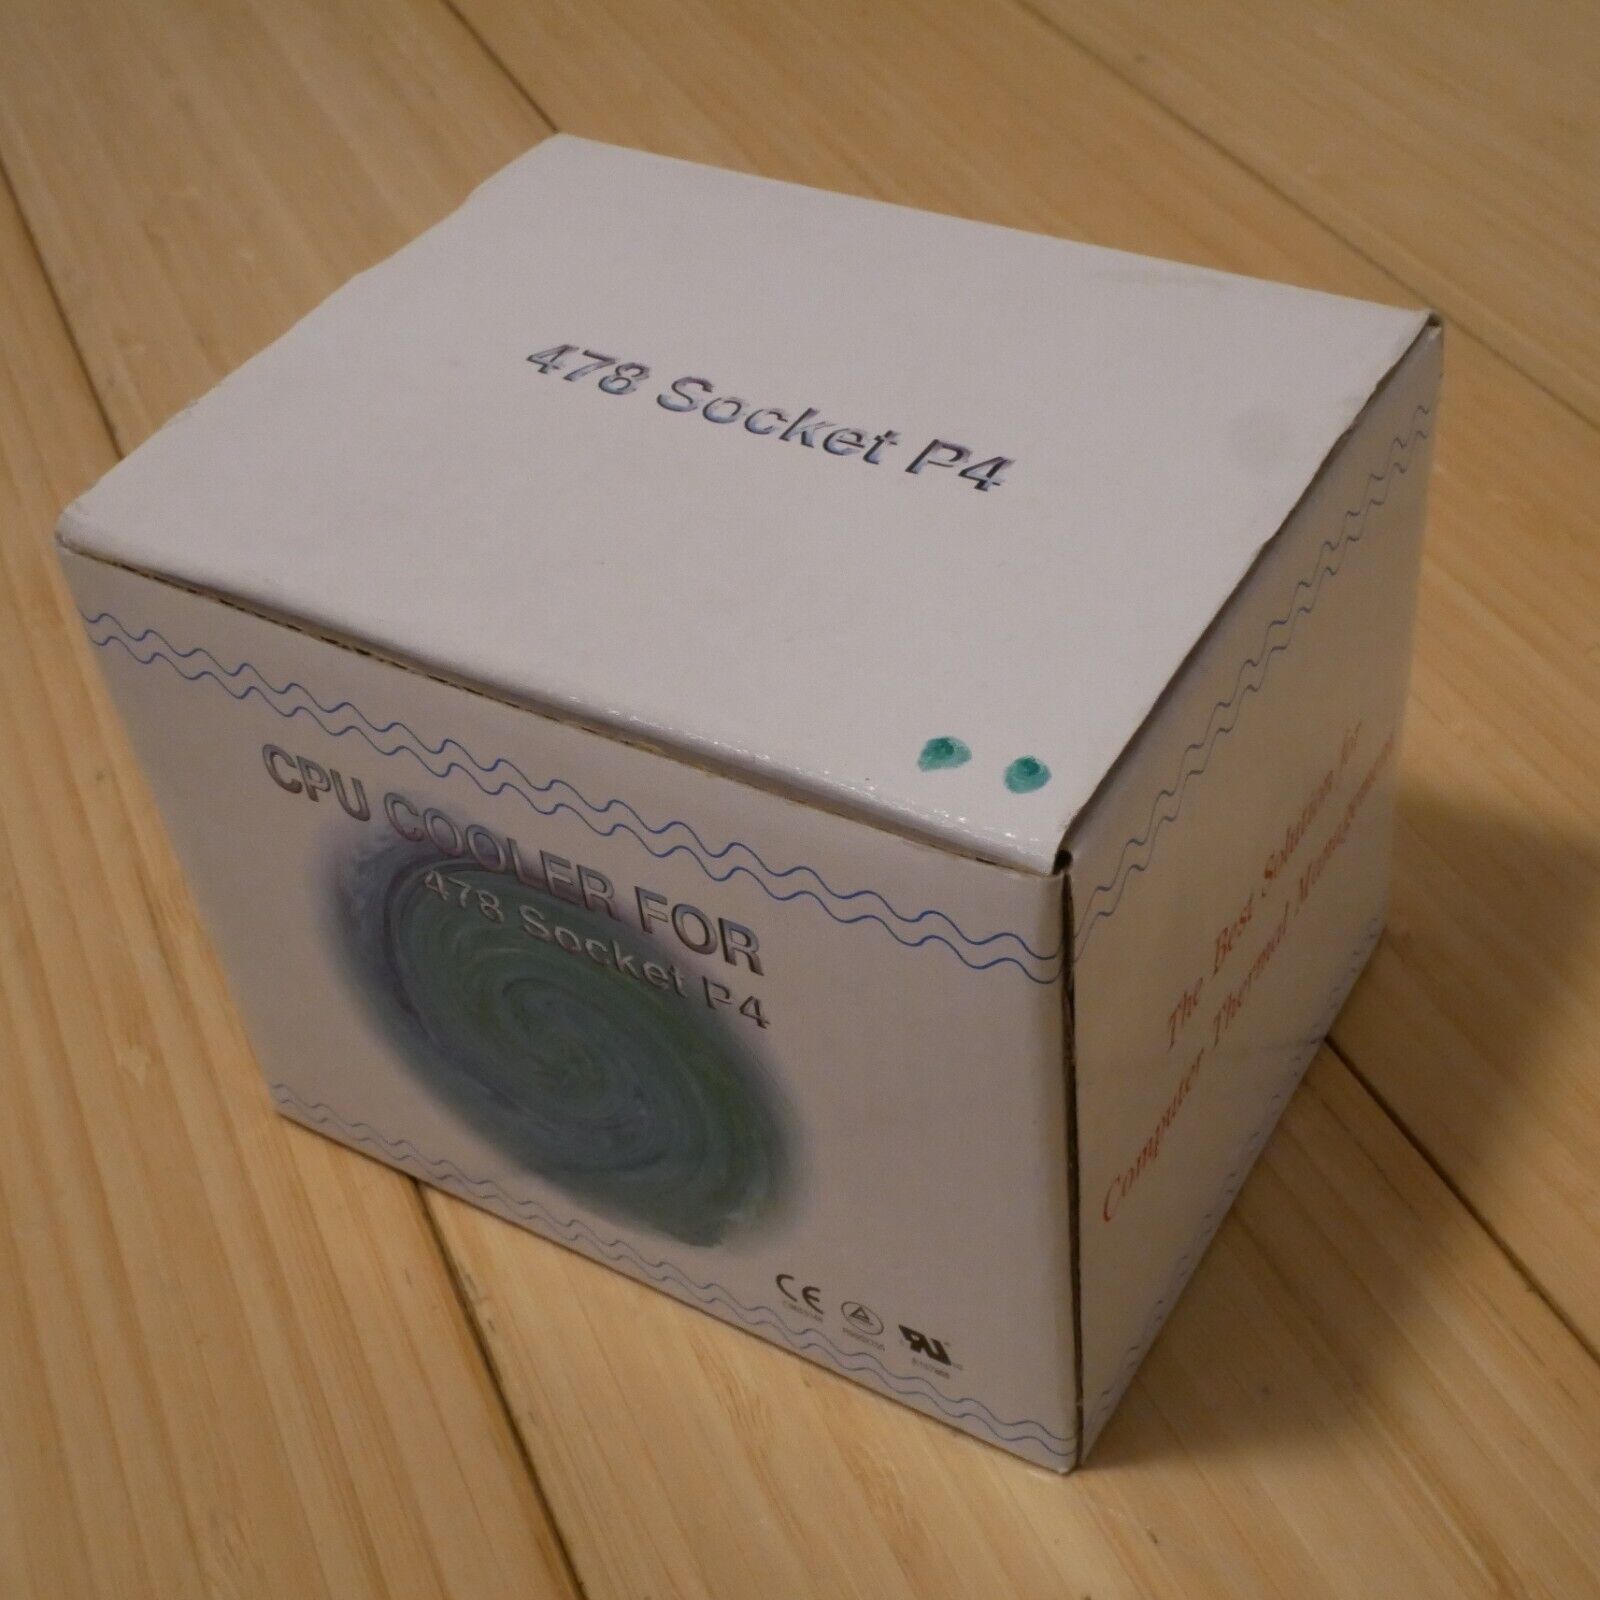 478 Socket P4
CPU COOLER FOR
478 Socket P4
CE
The Best Solution for
Computer Thermal Management